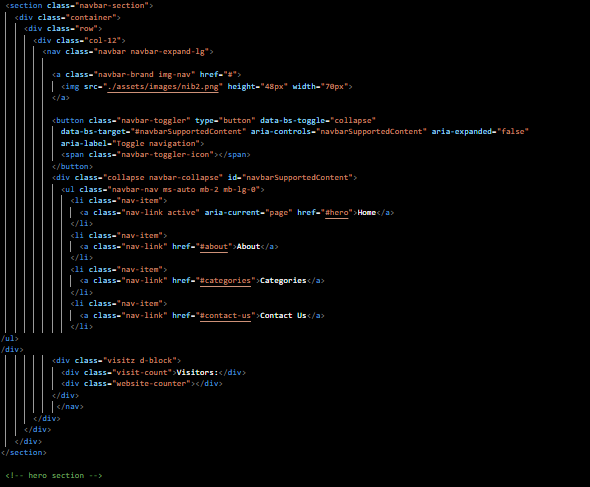 <section class="navbar-section">
<div class="container">
<div class="row">
<div class="col-12">
<nav class="navbar navbar-expand-lg">
<a class="navbar-brand img-nav" href="#">
<img src="./assets/images/nib2.png" height="48px" width="70px">
</a>
<button class="navbar-toggler" type="button" data-bs-toggle="collapse"
data-bs-target="#navbarSupportedContent" aria-controls="navbarSupportedContent" aria-expanded="false"
aria-label="Toggle navigation">
<span class="navbar-toggler-icon"></span>
</button>
<div class="collapse navbar-collapse" id="navbarSupportedContent">
<ul class="navbar-nav ms-auto mb-2 mb-lg-0">
<li class="nav-item">
<a class="nav-link active" aria-current="page" href="#hero">Home</a>
</li>
<li class="nav-item">
<a class="nav-link" href="#about">About</a>
</li>
<li class="nav-item">
<a class="nav-link" href="#categories">Categories</a>
</li>
<li class="nav-item">
<a class="nav-link" href="#contact-us">Contact Us</a>
</li>
/ul>
/div>
<div class="visitz d-block">
<div class="visit-count">Visitors:</div>
<div class="website-counter"></div>
</div>
</nav>
</div>
</div>
</div>
</section>
<!-- hero section -->